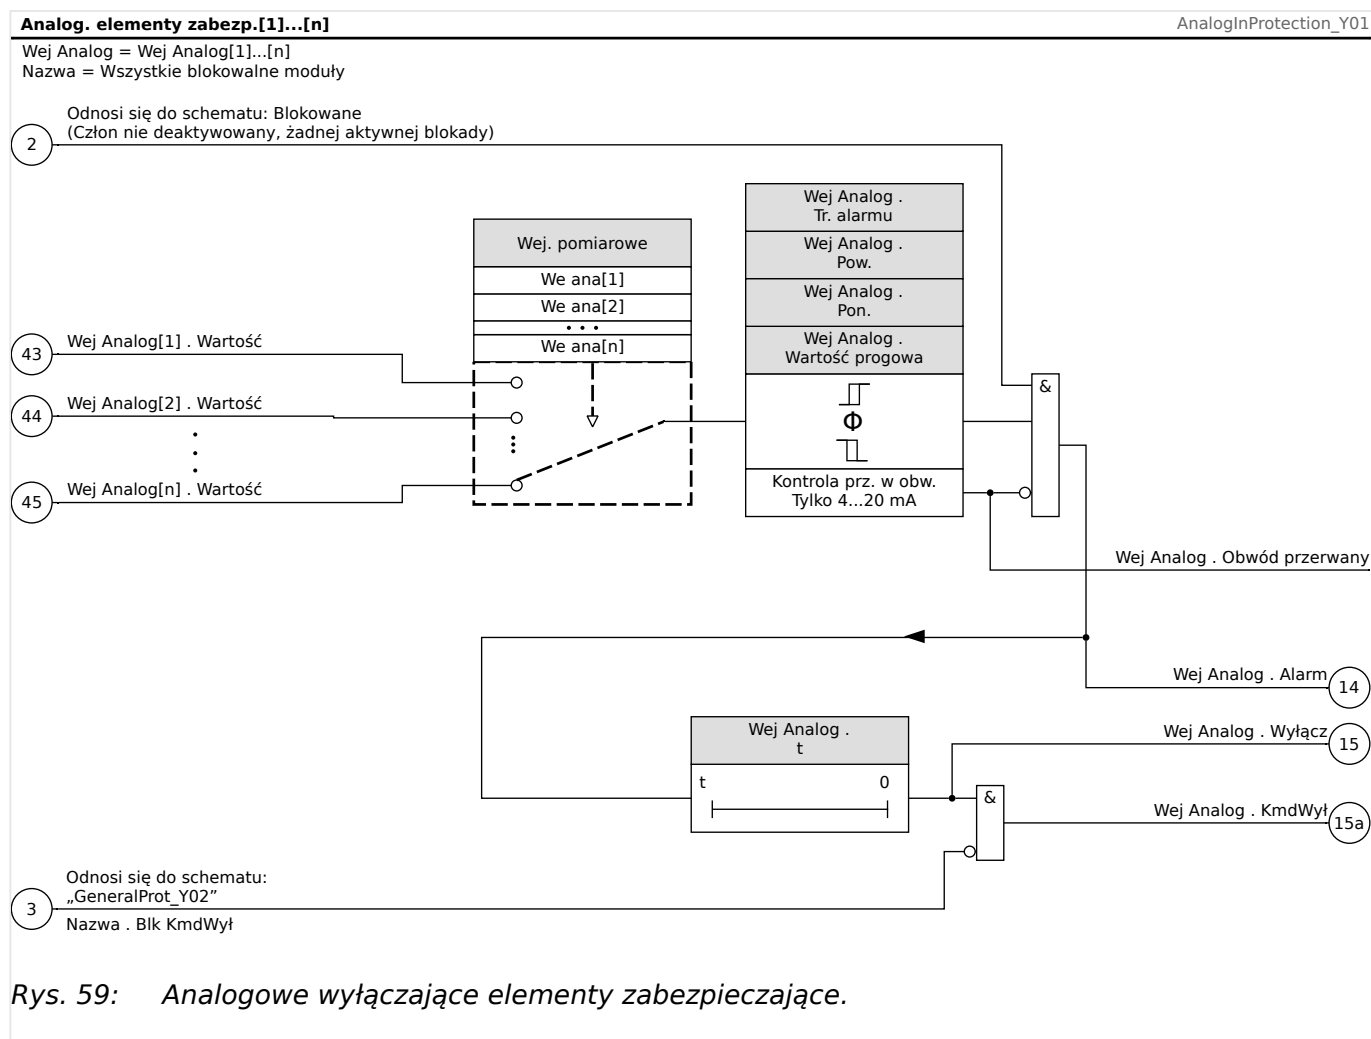 Analog. elementy zabezp.[1]...[n]
AnalogInProtection_Y01
Wej Analog = Wej Analog[1]...[n]
Nazwa = Wszystkie blokowalne moduły
Odnosi się do schematu: Blokowane
(Człon nie deaktywowany, żadnej aktywnej blokady)
2
Wej Analog .
Tr. alarmu
Wej. pomiarowe
Wej Analog .
Pow.
We ana[1]
Wej Analog .
Pon.
We ana[2]
• • •
Wej Analog .
Wartość progowa
We ana[n]
43
Wej Analog[1] . Wartość
&
44
Wej Analog[2] . Wartość
Φ
45
Wej Analog[n] . Wartość
Kontrola prz. w obw.
Tylko 4...20 mA
Wej Analog . Obwód przerwany
Wej Analog . Alarm
14
Wej Analog .
t
Wej Analog . Wyłącz
15
t
0
&
Wej Analog . KmdWył
15a
Odnosi się do schematu:
„GeneralProt_Y02”
3
Nazwa . Blk KmdWył
Rys. 59: Analogowe wyłączające elementy zabezpieczające.